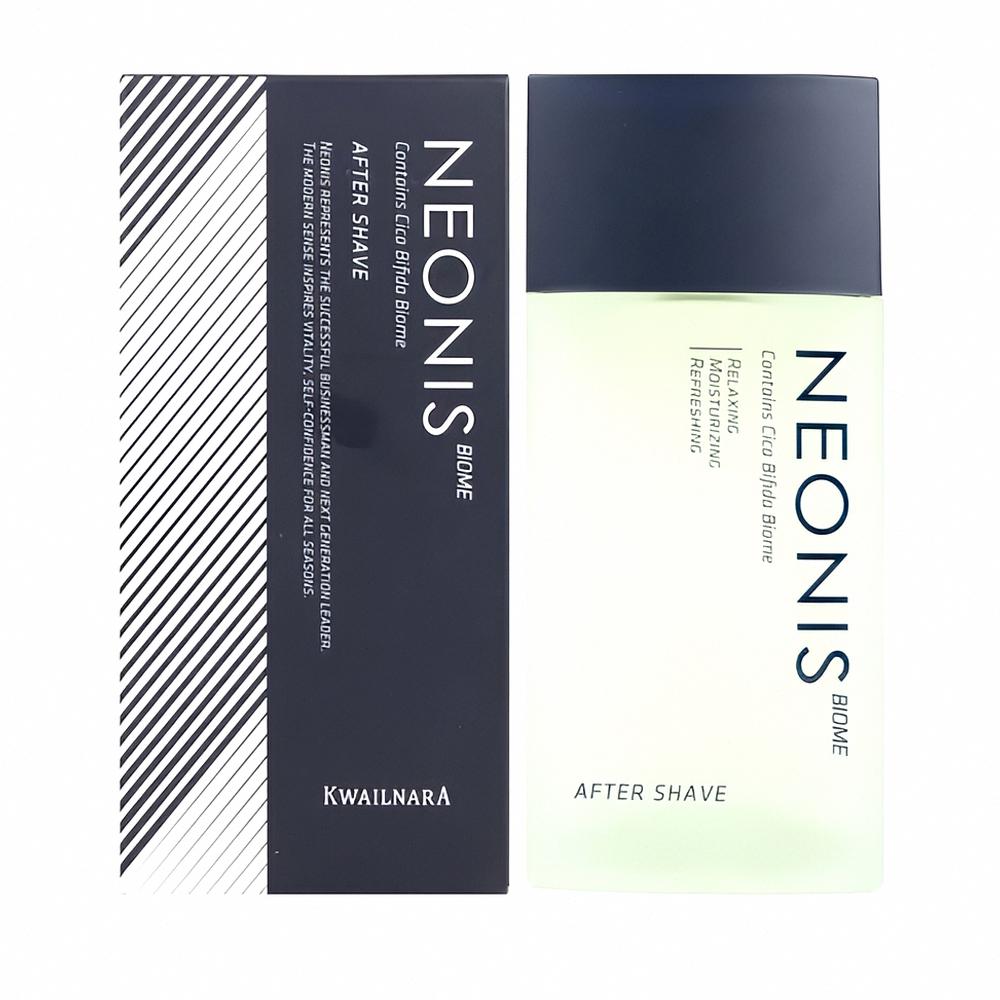 NEONIS BIOME
Contains Cica Bifida Biome
AFTER SHAVE
NEONIS REPRESENTS THE SUCCESSFUL BUSINESSMAN AND NEXT GENERATION LEADER.
THE MODERN SENSE INSPIRES VITALITY, SELF-CONFIDENCE FOR ALL SEASONS.
KWAILNARA
NEONIS BIOME
Contains Cica Bifida Biome
RELAXING
MOISTURIZING
REFRESHING
AFTER SHAVE